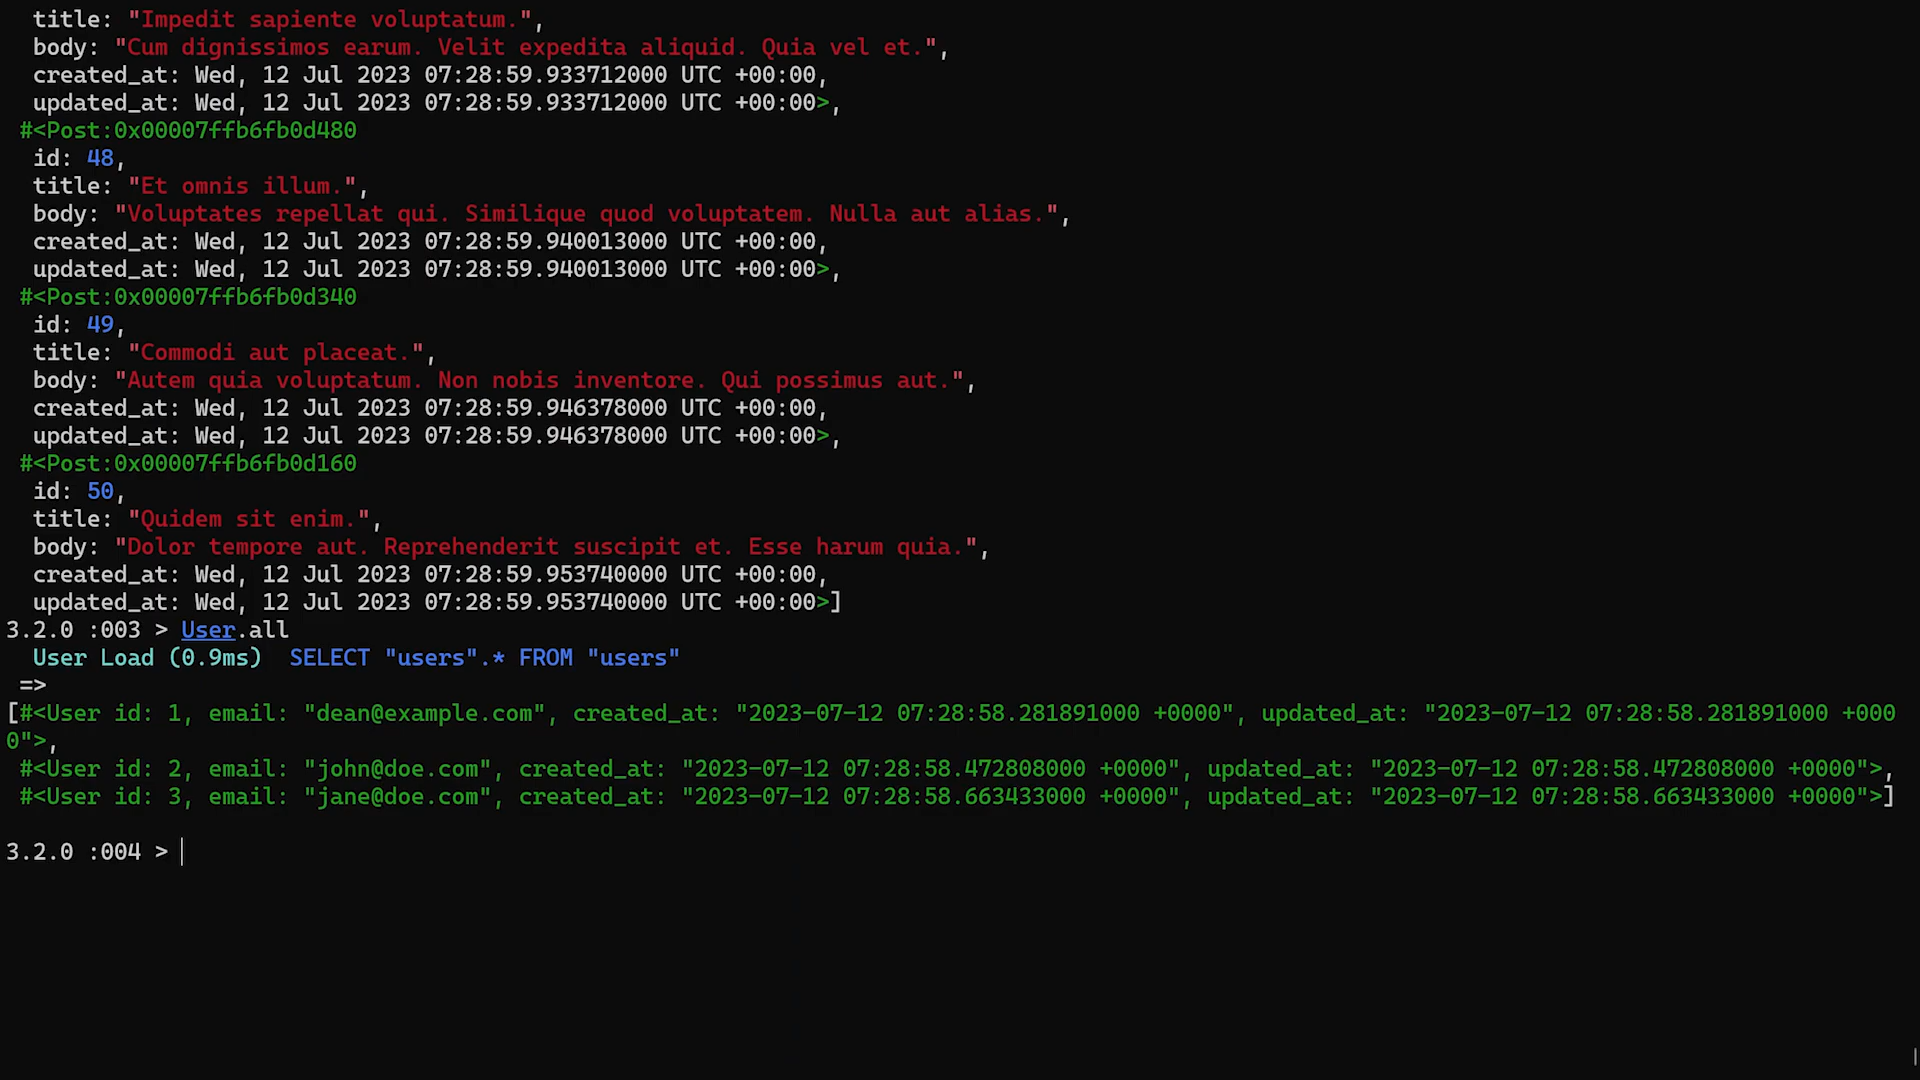 title: "Impedit sapiente voluptatum.",
body: "Cum dignissimos earum. Velit expedita aliquid. Quia vel et.",
created_at: Wed, 12 Jul 2023 07:28:59.933712000 UTC +00:00,
updated_at: Wed, 12 Jul 2023 07:28:59.933712000 UTC +00:00>,
#<Post:0x00007ffb6fb0d480
id: 48,
title: "Et omnis illum.",
body: "Voluptates repellat qui. Similique quod voluptatem. Nulla aut alias.",
created_at: Wed, 12 Jul 2023 07:28:59.940013000 UTC +00:00,
updated_at: Wed, 12 Jul 2023 07:28:59.940013000 UTC +00:00>,
#<Post:0x00007ffb6fb0d340
id: 49,
title: "Commodi aut placeat.",
body: "Autem quia voluptatum. Non nobis inventore. Qui possimus aut.",
created_at: Wed, 12 Jul 2023 07:28:59.946378000 UTC +00:00,
updated_at: Wed, 12 Jul 2023 07:28:59.946378000 UTC +00:00>,
#<Post:0x00007ffb6fb0d160
id: 50,
title: "Quidem sit enim.",
body: "Dolor tempore aut. Reprehenderit suscipit et. Esse harum quia.",
created_at: Wed, 12 Jul 2023 07:28:59.953740000 UTC +00:00,
updated_at: Wed, 12 Jul 2023 07:28:59.953740000 UTC +00:00>]
3.2.0 :003 > User.all
User Load (0.9ms)  SELECT "users".* FROM "users"
=>
[#<User id: 1, email: "dean@example.com", created_at: "2023-07-12 07:28:58.281891000 +0000", updated_at: "2023-07-12 07:28:58.281891000 +000
0">,
#<User id: 2, email: "john@doe.com", created_at: "2023-07-12 07:28:58.472808000 +0000", updated_at: "2023-07-12 07:28:58.472808000 +0000">,
#<User id: 3, email: "jane@doe.com", created_at: "2023-07-12 07:28:58.663433000 +0000", updated_at: "2023-07-12 07:28:58.663433000 +0000">]
3.2.0 :004 >